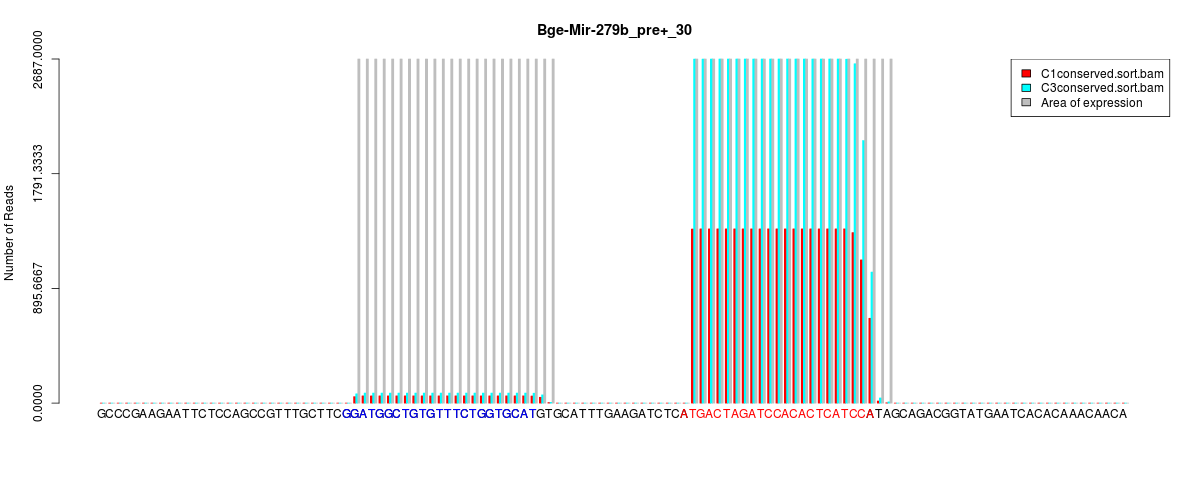 Bge-Mir-279b_pre+_30
C1conserved.sort.bam
C3conserved.sort.bam
Area of expression
Number of Reads
2687.0000
1791.3333
895.6667
0.0000
GCCCGAAGAATTCTCCAGCCGTTTGCTTCGGATGGCTGTGTTTCTGGTGCATGTGCATTTGAAGATCTCATGACTAGATCCACACTCATCCATAGCAGACGGTATGAATCACACAAACAACA